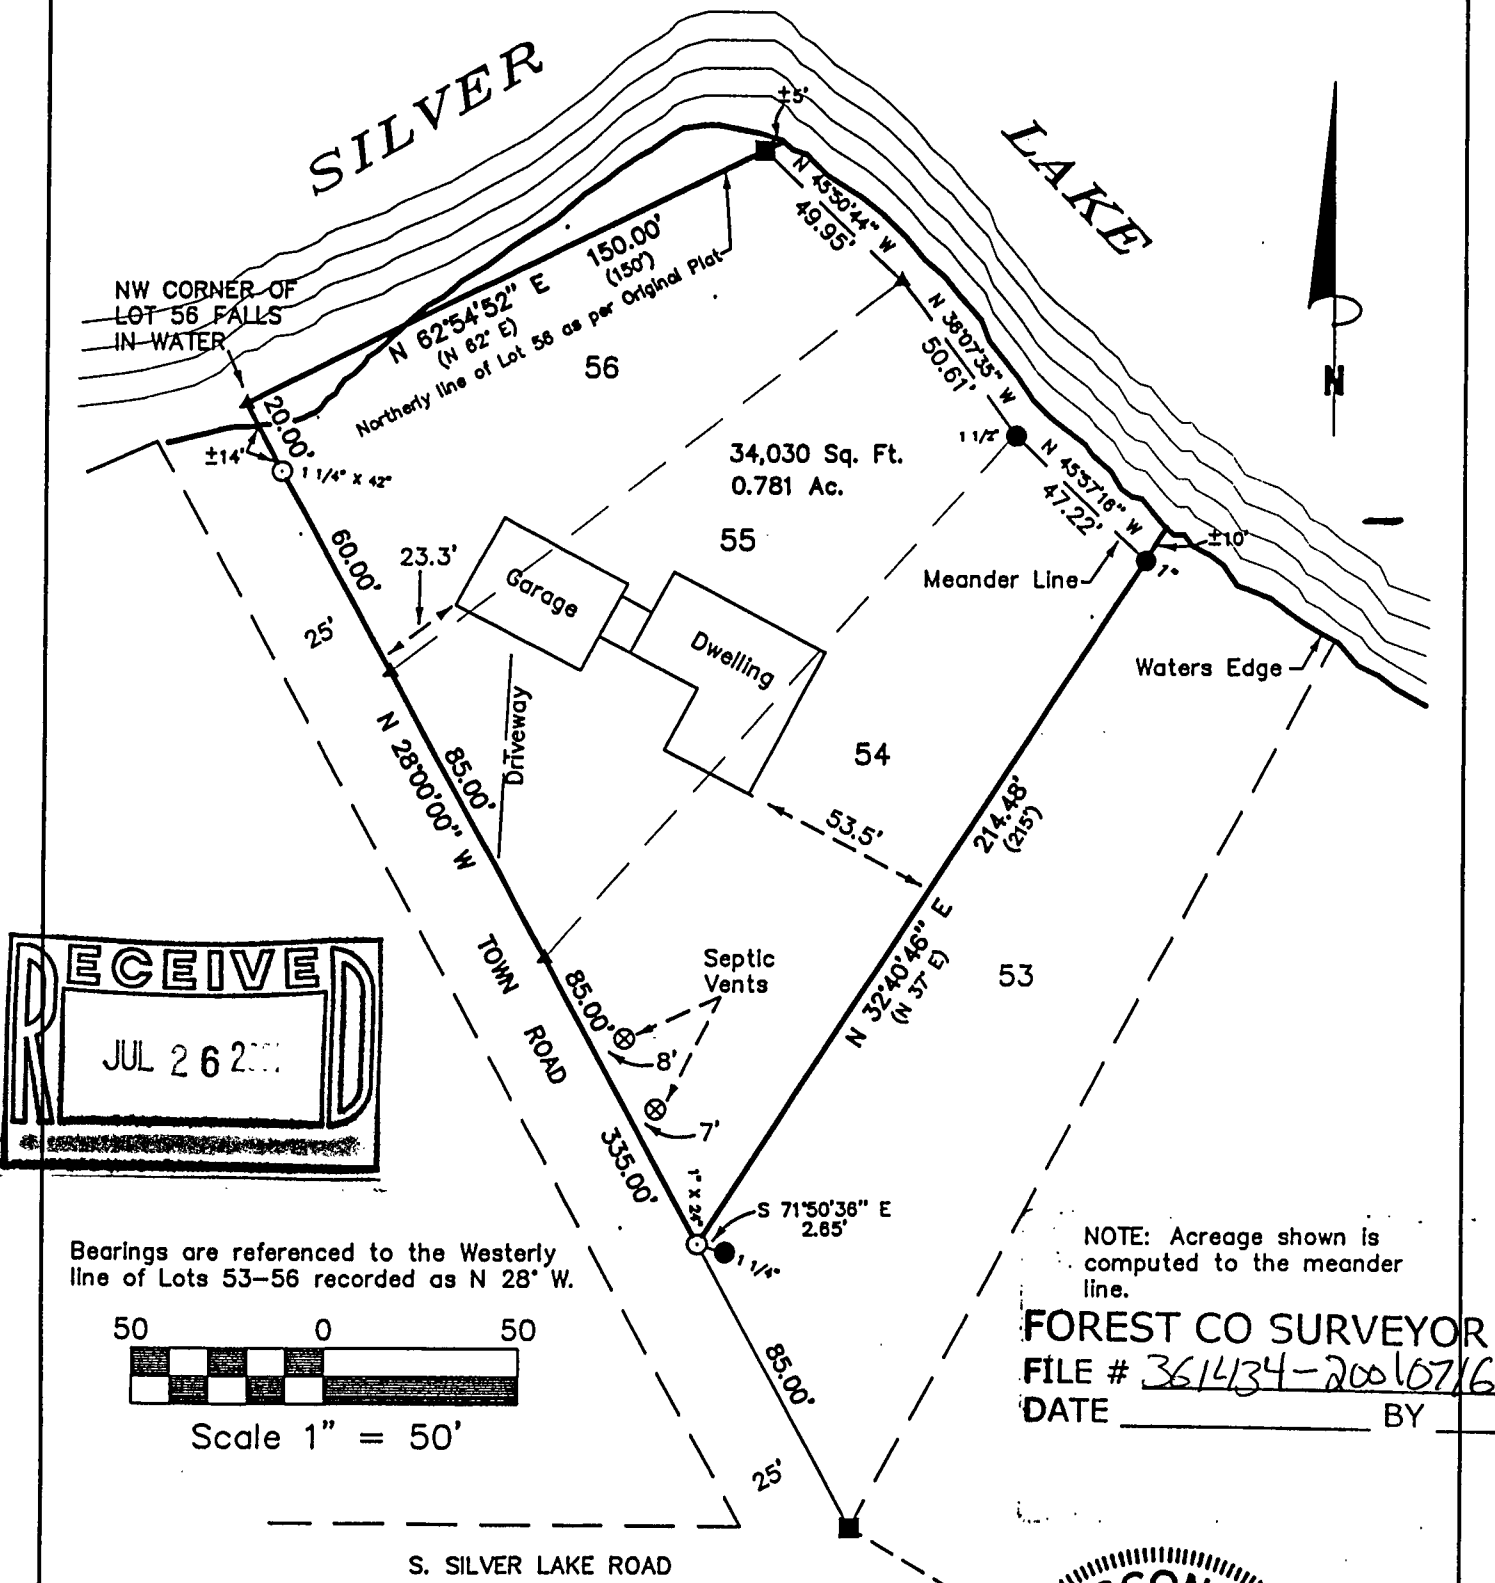 SILVER
LAKE
±5'
N 45°50'44" W
49.95'
150.00'
(150')
N 62°54'52" E
(N 62° E)
Northerly line of Lot 56 as per Original Plat
NW CORNER OF
LOT 56 FALLS
IN WATER
56
N 36°07'35" W
50.61'
N
20.00'
±14'
1 1/4" X 42"
1 1/2"
34,030 Sq. Ft.
0.781 Ac.
N 45°57'16" W
47.22'
55
±10'
1"
Meander Line
60.00'
23.3'
Garage
25'
Dwelling
Waters Edge
Driveway
N 28°00'00" W
85.00'
54
53.5'
214.48'
(215')
N 32°40'46" E
(N 37° E)
53
TOWN ROAD
Septic
Vents
85.00'
8'
7'
335.00'
1" X 24"
S 71°50'36" E
2.65'
1 1/4"
RECEIVED
JUL 26
Bearings are referenced to the Westerly
line of Lots 53–56 recorded as N 28° W.
50 0 50
Scale 1" = 50'
NOTE: Acreage shown is
computed to the meander
line.
FOREST CO SURVEYOR
FILE # 361434-20010716
DATE
BY
85.00'
25'
S. SILVER LAKE ROAD